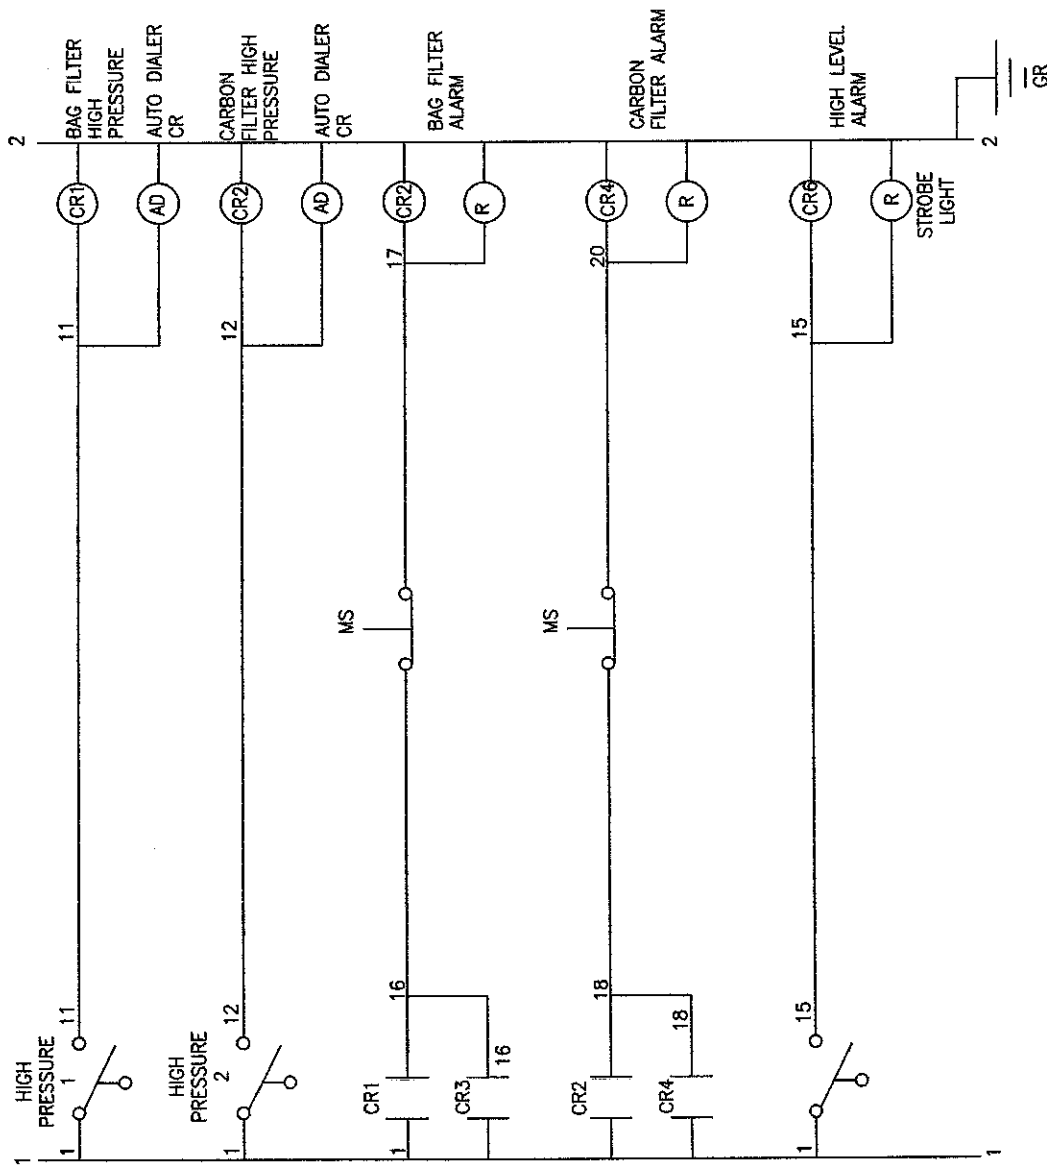 1
2
HIGH
PRESSURE
1
1
11
11
CR1
BAG FILTER
HIGH
PRESSURE
AD
AUTO DIALER
CR
HIGH
PRESSURE
2
1
12
12
CR2
CARBON
FILTER HIGH
PRESSURE
AD
AUTO DIALER
CR
MS
CR1
1
16
17
CR2
BAG FILTER
ALARM
CR3
16
R
MS
CR2
18
20
CR4
CARBON
FILTER ALARM
CR4
18
R
1
15
15
CR6
HIGH LEVEL
ALARM
R
STROBE
LIGHT
1
2
GR